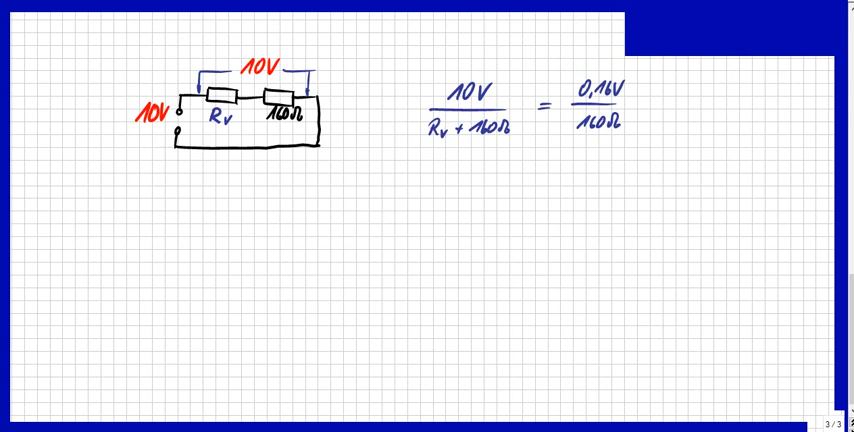 10V
10V
Rv
160Ω
10V / Rv + 160Ω = 0,16V / 160Ω
3 / 3